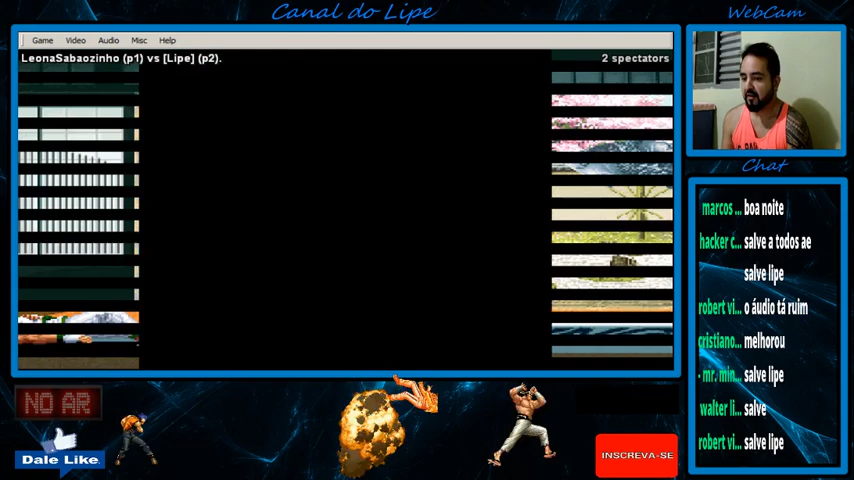 Canal do Lipe
WebCam
Game Video Audio Misc Help
LeonaSabaozinho (p1) vs [Lipe] (p2).
2 spectators
Chat
marcos ... boa noite
hacker c... salve a todos ae
salve lipe
robert vi... o áudio tá ruim
cristiano... melhorou
mr. min... salve lipe
walter li... salve
robert vi... salve lipe
NO AR
Dale Like.
INSCREVA-SE